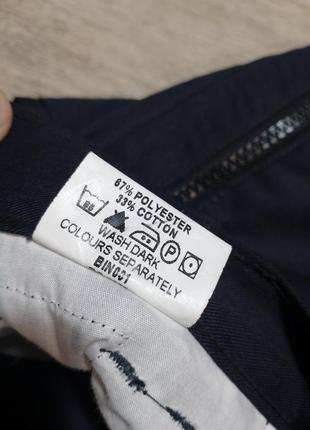 67% POLYESTER
33% COTTON
WASH DARK
COLOURS SEPARATELY